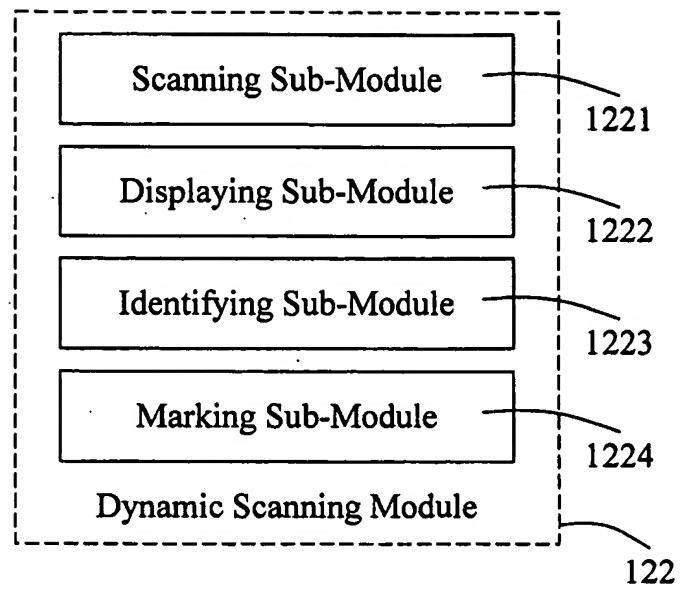 Scanning Sub-Module
1221
Displaying Sub-Module
1222
Identifying Sub-Module
1223
Marking Sub-Module
1224
Dynamic Scanning Module
122